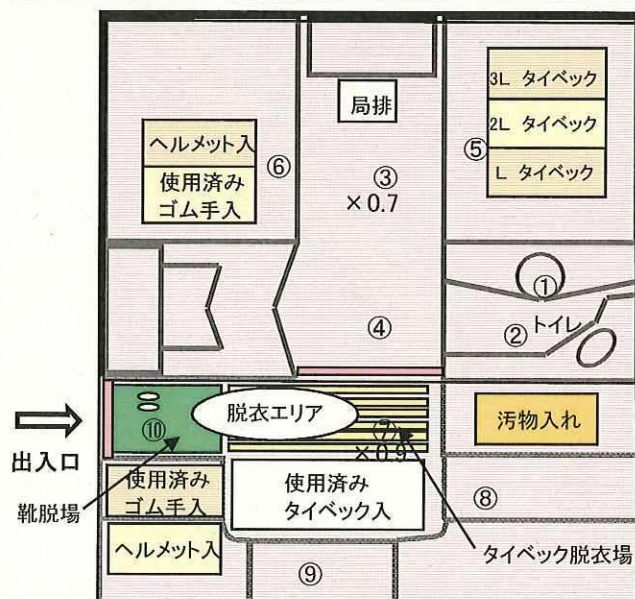 局排
3L タイベック
2L タイベック
L タイベック
⑤
ヘルメット入
使用済み
ゴム手入
⑥
③
×0.7
①
②
トイレ
④
⑩
脱衣エリア
⑦
×0.9
汚物入れ
出入口
靴脱場
使用済み
ゴム手入
ヘルメット入
使用済み
タイベック入
⑧
タイベック脱衣場
⑨